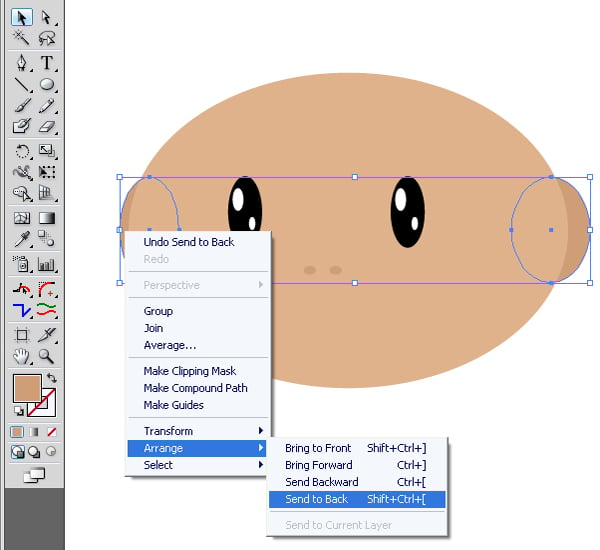 Undo Send to Back
Redo
Perspective
Group
Join
Average...
Make Clipping Mask
Make Compound Path
Make Guides
Transform
Arrange
Select
Bring to Front Shift+Ctrl+]
Bring Forward Ctrl+]
Send Backward Ctrl+[
Send to Back Shift+Ctrl+[
Send to Current Layer